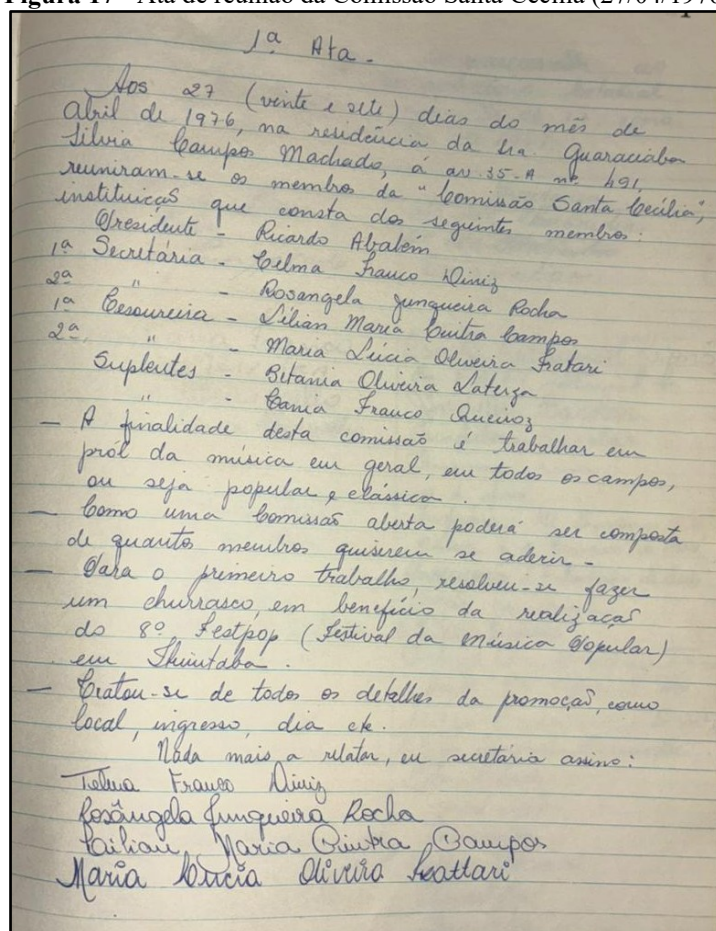 Figura 17 - Ata de reunião da Comissão Santa Cecília (27/04/1976
1ª Ata.
Aos 27 (vinte e sete) dias do mês de
abril de 1976, na residência da Sra. Guaraciaba
Silvia Campos Machado, á av. 35-A nº 491,
reuniram-se os membros da "Comissão Santa Cecília",
instituição que consta dos seguintes membros:
Presidente - Ricardo Abalém
1ª Secretária - Telma Franco Diniz
2ª " - Rosangela Junqueira Rocha
1ª Tesoureira - Lílian Maria Cuitra Campos
2ª " - Maria Lúcia Oliveira Fratari
Suplentes - Betania Oliveira Laterza
" - Tania Franco Queiroz
— A finalidade desta comissão é trabalhar em
pról da música em geral, em todos os campos,
ou seja popular e clássica.
— Como uma Comissão aberta poderá ser composta
de quantos membros quiserem se aderir -
— Para o primeiro trabalho, resolveu-se fazer
um churrasco, em benefício da realização
do 8º Festpop (Festival da Música Popular)
em Ituiutaba.
— Tratou-se de todos os detalhes da promoção, como
local, ingresso, dia etc.
Nada mais a relatar, eu secretária assino:
Telma Franco Diniz
Rosângela Junqueira Rocha
Lilian Maria Cuitra Campos
Maria Lúcia Oliveira Frattari